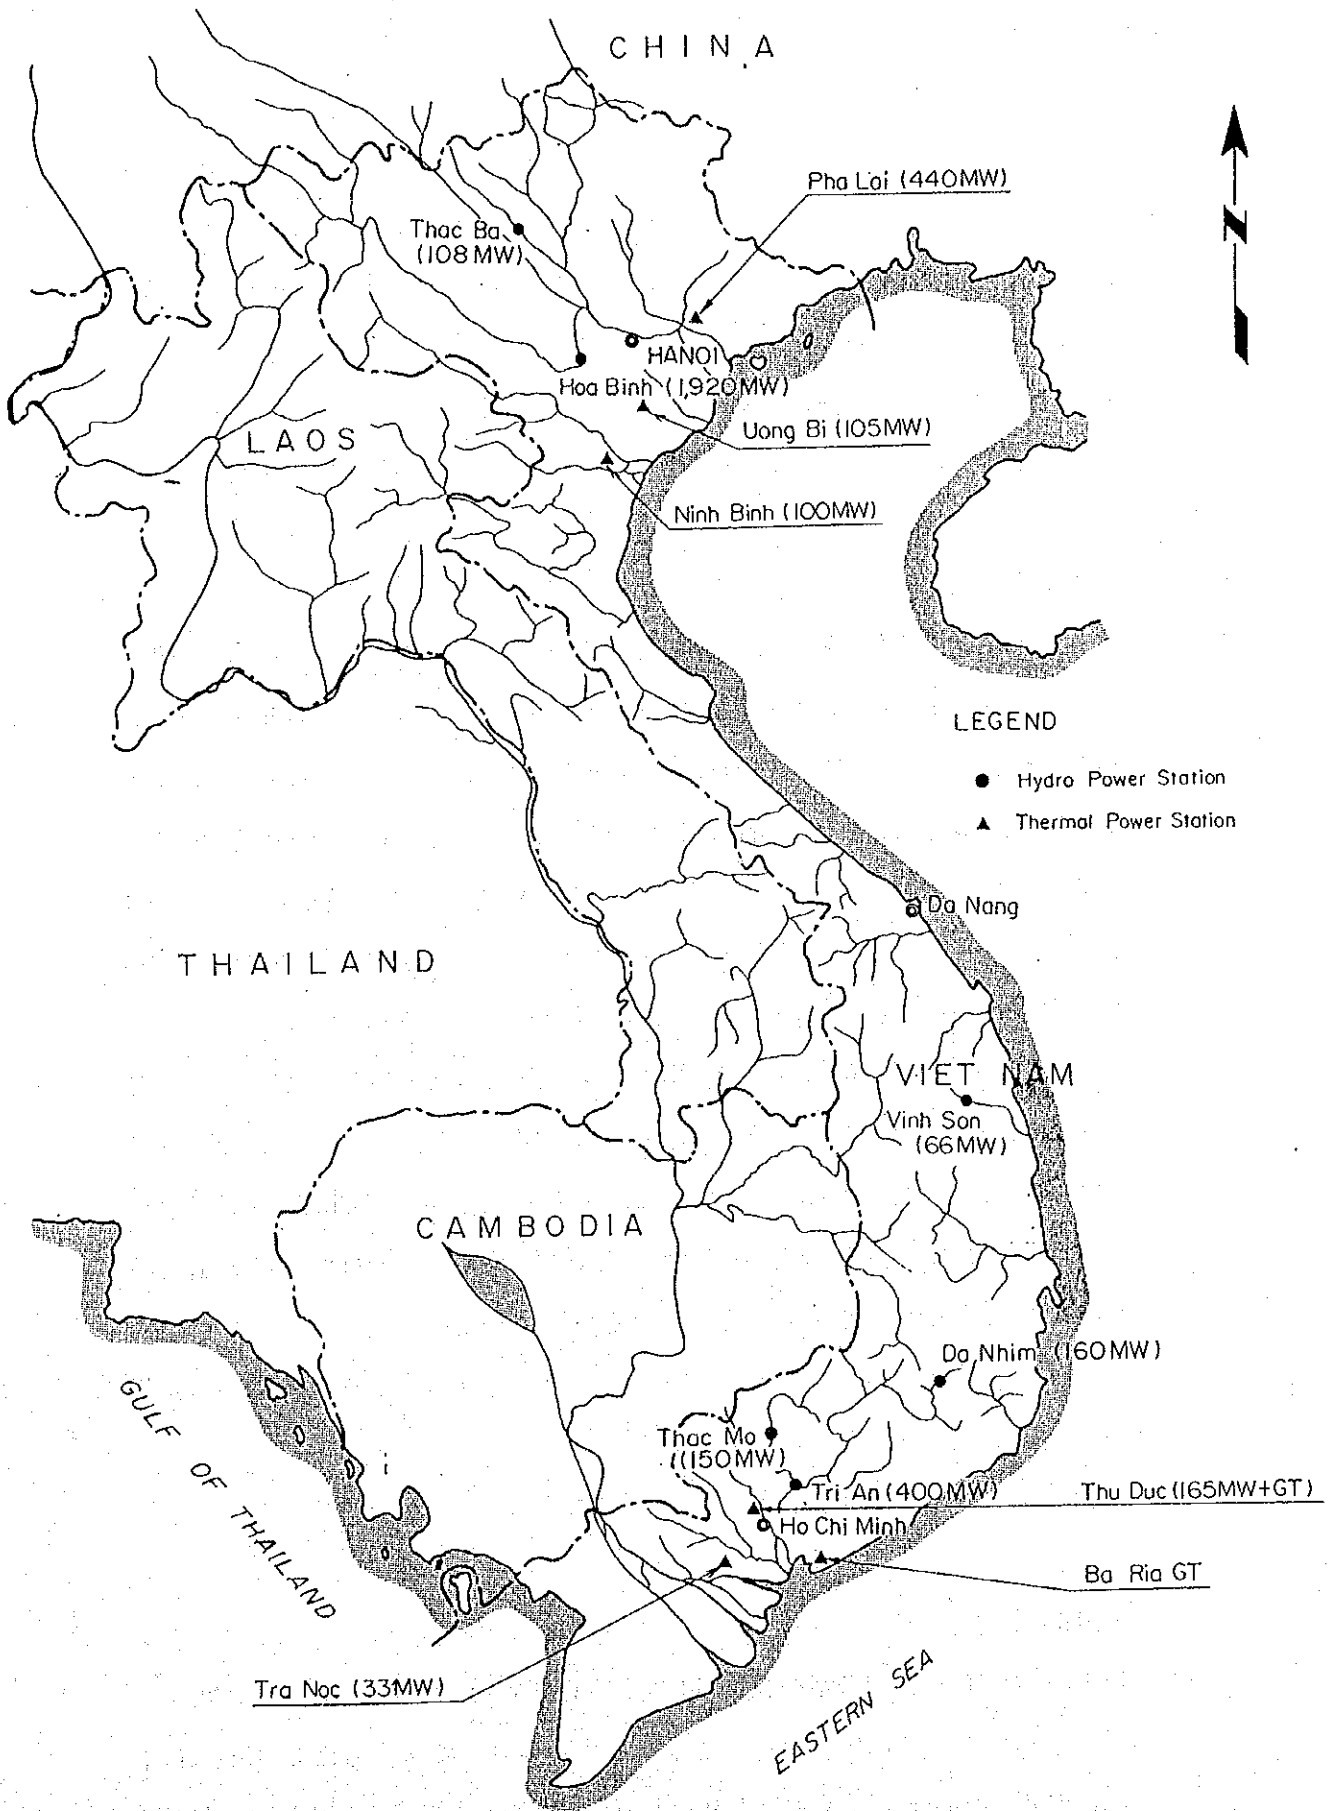 CHINA
Pha Lai (440MW)
Thac Ba
(108MW)
N
HANOI
Hoa Binh (1,920MW)
Uong Bi (105MW)
LAOS
Ninh Binh (100MW)
LEGEND
Hydro Power Station
Thermal Power Station
Da Nang
THAILAND
VIET NAM
Vinh Son
(66MW)
CAMBODIA
Da Nhim (160MW)
GULF OF THAILAND
Thac Mo
(150MW)
Tri An (400MW)
Thu Duc (165MW+GT)
Ho Chi Minh
Ba Ria GT
Tra Noc (33MW)
EASTERN SEA